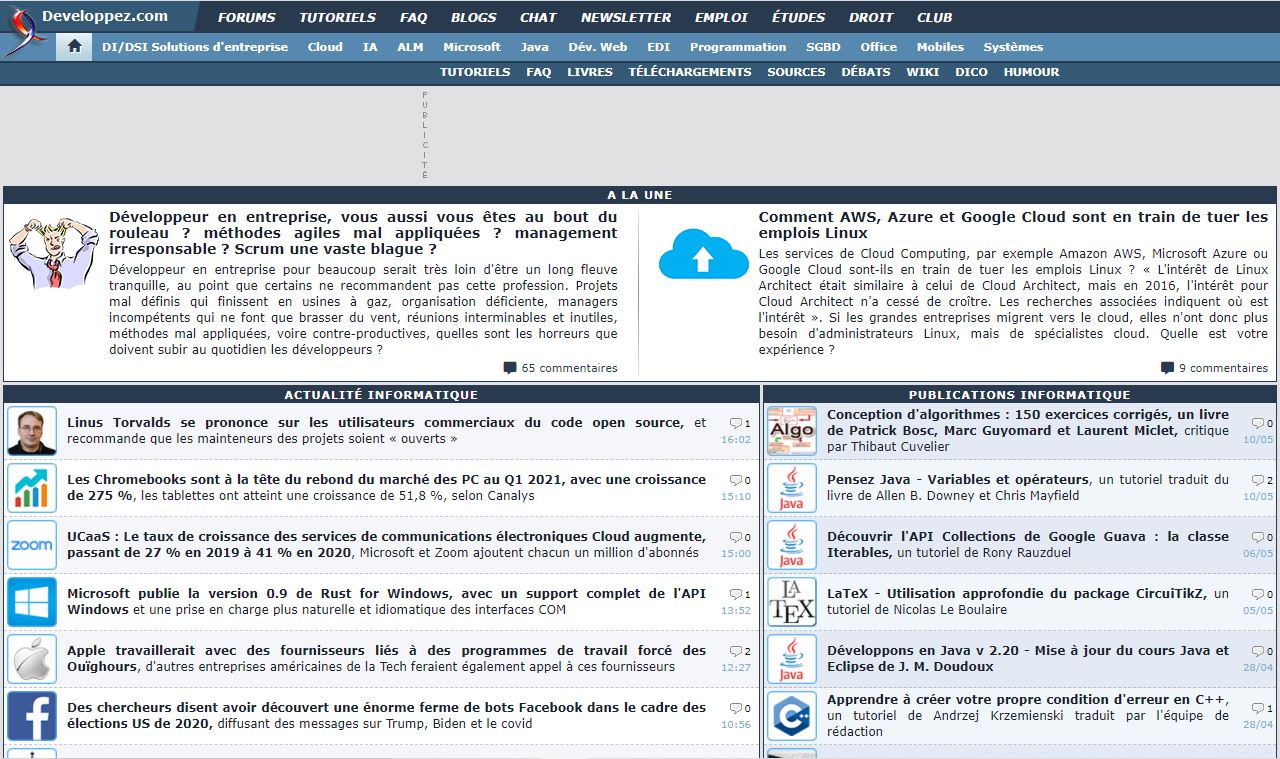 Developpez.com
FORUMS TUTORIELS FAQ BLOGS CHAT NEWSLETTER EMPLOI ÉTUDES DROIT CLUB
DI/DSI Solutions d'entreprise Cloud IA ALM Microsoft Java Dév. Web EDI Programmation SGBD Office Mobiles Systèmes
TUTORIELS FAQ LIVRES TÉLÉCHARGEMENTS SOURCES DÉBATS WIKI DICO HUMOUR
PUBLICITÉ
A LA UNE
Développeur en entreprise, vous aussi vous êtes au bout du
rouleau ? méthodes agiles mal appliquées ? management
irresponsable ? Scrum une vaste blague ?
Développeur en entreprise pour beaucoup serait très loin d'être un long fleuve
tranquille, au point que certains ne recommandent pas cette profession. Projets
mal définis qui finissent en usines à gaz, organisation déficiente, managers
incompétents qui ne font que brasser du vent, réunions interminables et inutiles,
méthodes mal appliquées, voire contre-productives, quelles sont les horreurs que
doivent subir au quotidien les développeurs ?
65 commentaires
Comment AWS, Azure et Google Cloud sont en train de tuer les
emplois Linux
Les services de Cloud Computing, par exemple Amazon AWS, Microsoft Azure ou
Google Cloud sont-ils en train de tuer les emplois Linux ? « L'intérêt de Linux
Architect était similaire à celui de Cloud Architect, mais en 2016, l'intérêt pour
Cloud Architect n'a cessé de croître. Les recherches associées indiquent où est
l'intérêt ». Si les grandes entreprises migrent vers le cloud, elles n'ont donc plus
besoin d'administrateurs Linux, mais de spécialistes cloud. Quelle est votre
expérience ?
9 commentaires
ACTUALITÉ INFORMATIQUE
Linus Torvalds se prononce sur les utilisateurs commerciaux du code open source, et
recommande que les mainteneurs des projets soient « ouverts »
1
16:02
Les Chromebooks sont à la tête du rebond du marché des PC au Q1 2021, avec une croissance
de 275 %, les tablettes ont atteint une croissance de 51,8 %, selon Canalys
0
15:10
zoom
UCaaS : Le taux de croissance des services de communications électroniques Cloud augmente,
passant de 27 % en 2019 à 41 % en 2020, Microsoft et Zoom ajoutent chacun un million d'abonnés
0
15:00
Microsoft publie la version 0.9 de Rust for Windows, avec un support complet de l'API
Windows et une prise en charge plus naturelle et idiomatique des interfaces COM
1
13:52
Apple travaillerait avec des fournisseurs liés à des programmes de travail forcé des
Ouïghours, d'autres entreprises américaines de la Tech feraient également appel à ces fournisseurs
2
12:27
Des chercheurs disent avoir découvert une énorme ferme de bots Facebook dans le cadre des
élections US de 2020, diffusant des messages sur Trump, Biden et le covid
0
10:56
PUBLICATIONS INFORMATIQUE
Algo
Conception d'algorithmes : 150 exercices corrigés, un livre
de Patrick Bosc, Marc Guyomard et Laurent Miclet, critique
par Thibaut Cuvelier
0
10/05
Java
Pensez Java - Variables et opérateurs, un tutoriel traduit du
livre de Allen B. Downey et Chris Mayfield
2
10/05
Java
Découvrir l'API Collections de Google Guava : la classe
Iterables, un tutoriel de Rony Rauzduel
0
06/05
LATEX
LaTeX - Utilisation approfondie du package CircuiTikZ, un
tutoriel de Nicolas Le Boulaire
0
05/05
Java
Développons en Java v 2.20 - Mise à jour du cours Java et
Eclipse de J. M. Doudoux
0
28/04
C++
Apprendre à créer votre propre condition d'erreur en C++,
un tutoriel de Andrzej Krzemienski traduit par l'équipe de
rédaction
1
28/04